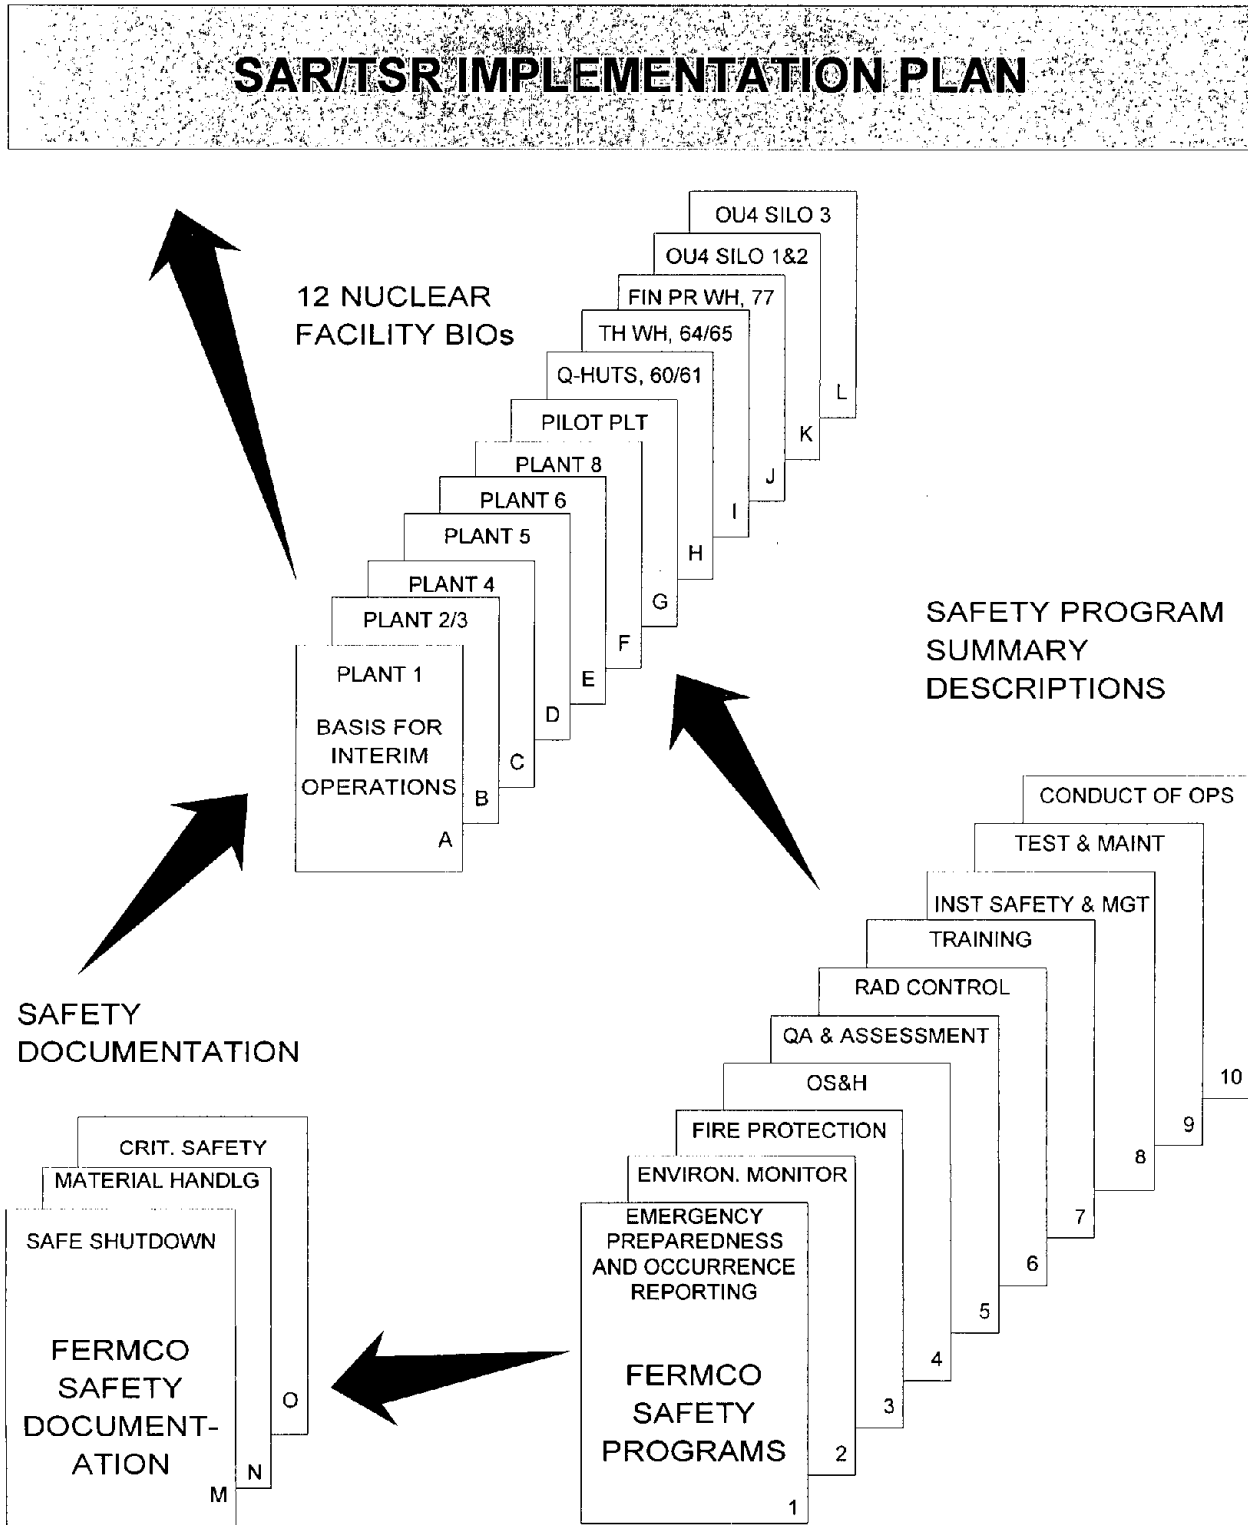 SAR/TSR IMPLEMENTATION PLAN
12 NUCLEAR
FACILITY BIOs
OU4 SILO 3
L
OU4 SILO 1&2
K
FIN PR WH, 77
J
TH WH, 64/65
I
Q-HUTS, 60/61
H
PILOT PLT
G
PLANT 8
F
PLANT 6
E
PLANT 5
D
PLANT 4
C
PLANT 2/3
B
PLANT 1
BASIS FOR
INTERIM
OPERATIONS
A
SAFETY PROGRAM
SUMMARY
DESCRIPTIONS
CONDUCT OF OPS
10
TEST & MAINT
9
INST SAFETY & MGT
8
TRAINING
7
RAD CONTROL
6
QA & ASSESSMENT
5
OS&H
4
FIRE PROTECTION
3
ENVIRON. MONITOR
2
EMERGENCY
PREPAREDNESS
AND OCCURRENCE
REPORTING
FERMCO
SAFETY
PROGRAMS
1
SAFETY
DOCUMENTATION
CRIT. SAFETY
O
MATERIAL HANDLG
N
SAFE SHUTDOWN
FERMCO
SAFETY
DOCUMENT-
ATION
M